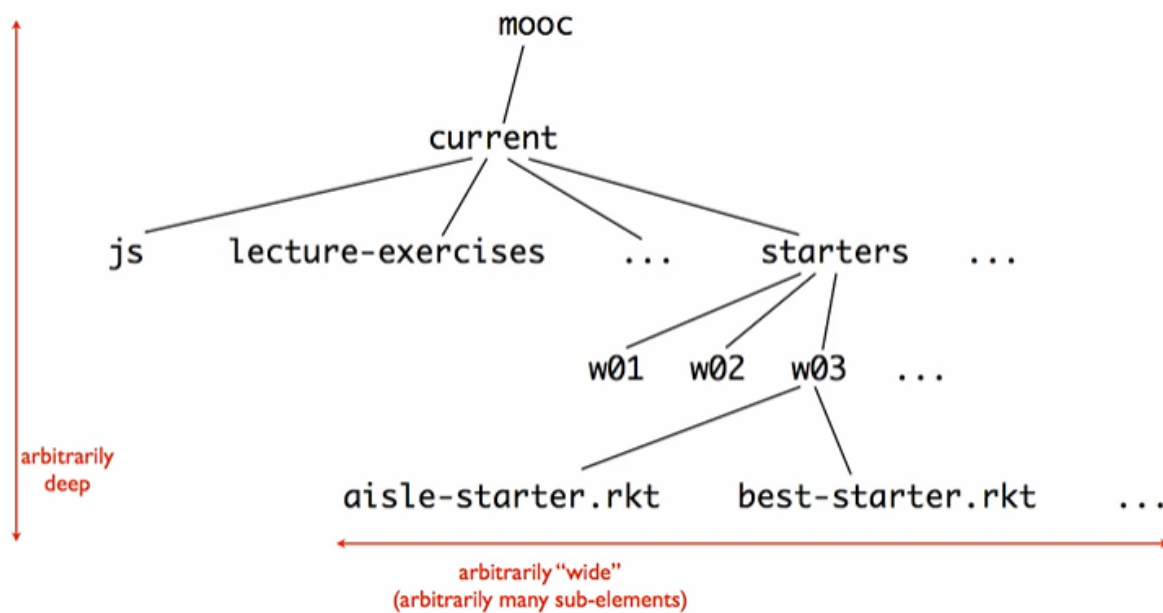 mooc
current
js lecture-exercises ... starters ...
w01 w02 w03 ...
arbitrarily
deep
aisle-starter.rkt best-starter.rkt ...
arbitrarily “wide”
(arbitrarily many sub-elements)